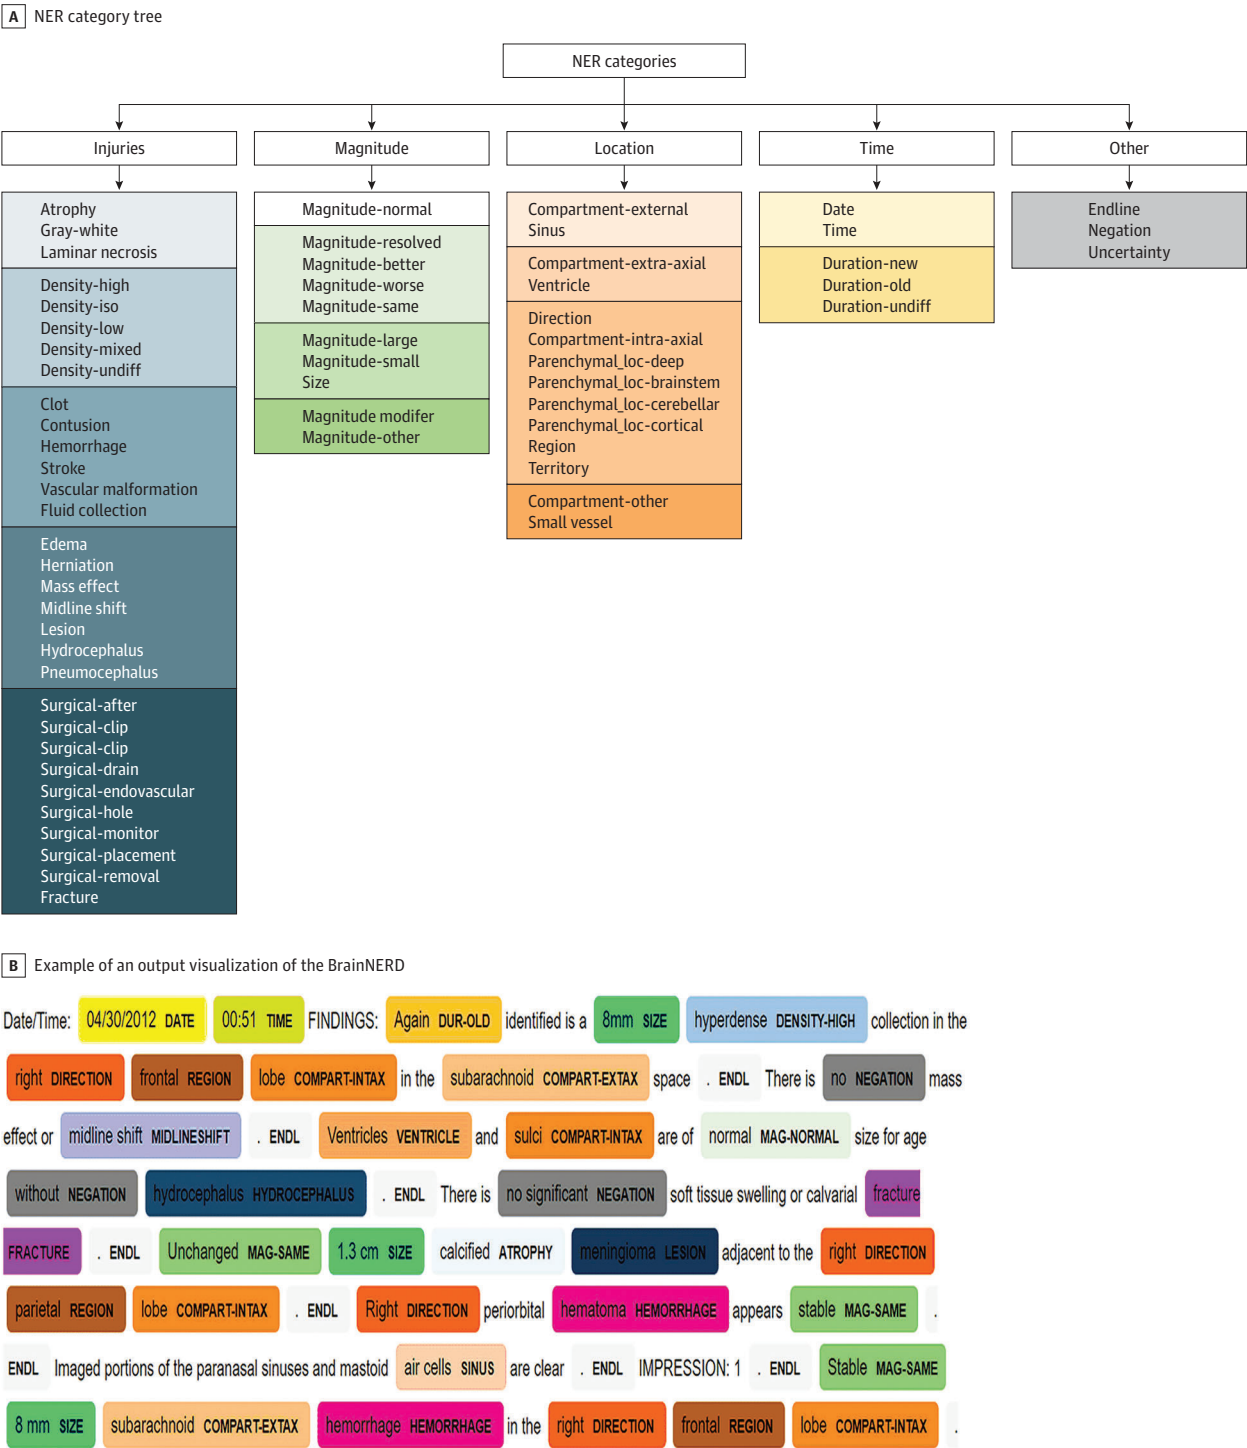 A NER category tree
NER categories
Injuries
Magnitude
Location
Time
Other
Atrophy
Gray-white
Laminar necrosis
Density-high
Density-iso
Density-low
Density-mixed
Density-undiff
Clot
Contusion
Hemorrhage
Stroke
Vascular malformation
Fluid collection
Edema
Herniation
Mass effect
Midline shift
Lesion
Hydrocephalus
Pneumocephalus
Surgical-after
Surgical-clip
Surgical-clip
Surgical-drain
Surgical-endovascular
Surgical-hole
Surgical-monitor
Surgical-placement
Surgical-removal
Fracture
Magnitude-normal
Magnitude-resolved
Magnitude-better
Magnitude-worse
Magnitude-same
Magnitude-large
Magnitude-small
Size
Magnitude modifer
Magnitude-other
Compartment-external
Sinus
Compartment-extra-axial
Ventricle
Direction
Compartment-intra-axial
Parenchymal_loc-deep
Parenchymal_loc-brainstem
Parenchymal_loc-cerebellar
Parenchymal_loc-cortical
Region
Territory
Compartment-other
Small vessel
Date
Time
Duration-new
Duration-old
Duration-undiff
Endline
Negation
Uncertainty
B Example of an output visualization of the BrainNERD
Date/Time: 04/30/2012 DATE 00:51 TIME FINDINGS: Again DUR-OLD identified is a 8mm SIZE hyperdense DENSITY-HIGH collection in the
right DIRECTION frontal REGION lobe COMPART-INTAX in the subarachnoid COMPART-EXTAX space . ENDL There is no NEGATION mass
effect or midline shift MIDLINESHIFT . ENDL Ventricles VENTRICLE and sulci COMPART-INTAX are of normal MAG-NORMAL size for age
without NEGATION hydrocephalus HYDROCEPHALUS . ENDL There is no significant NEGATION soft tissue swelling or calvarial fracture
FRACTURE . ENDL Unchanged MAG-SAME 1.3 cm SIZE calcified ATROPHY meningioma LESION adjacent to the right DIRECTION
parietal REGION lobe COMPART-INTAX . ENDL Right DIRECTION periorbital hematoma HEMORRHAGE appears stable MAG-SAME .
ENDL Imaged portions of the paranasal sinuses and mastoid air cells SINUS are clear . ENDL IMPRESSION: 1 . ENDL Stable MAG-SAME
8 mm SIZE subarachnoid COMPART-EXTAX hemorrhage HEMORRHAGE in the right DIRECTION frontal REGION lobe COMPART-INTAX .